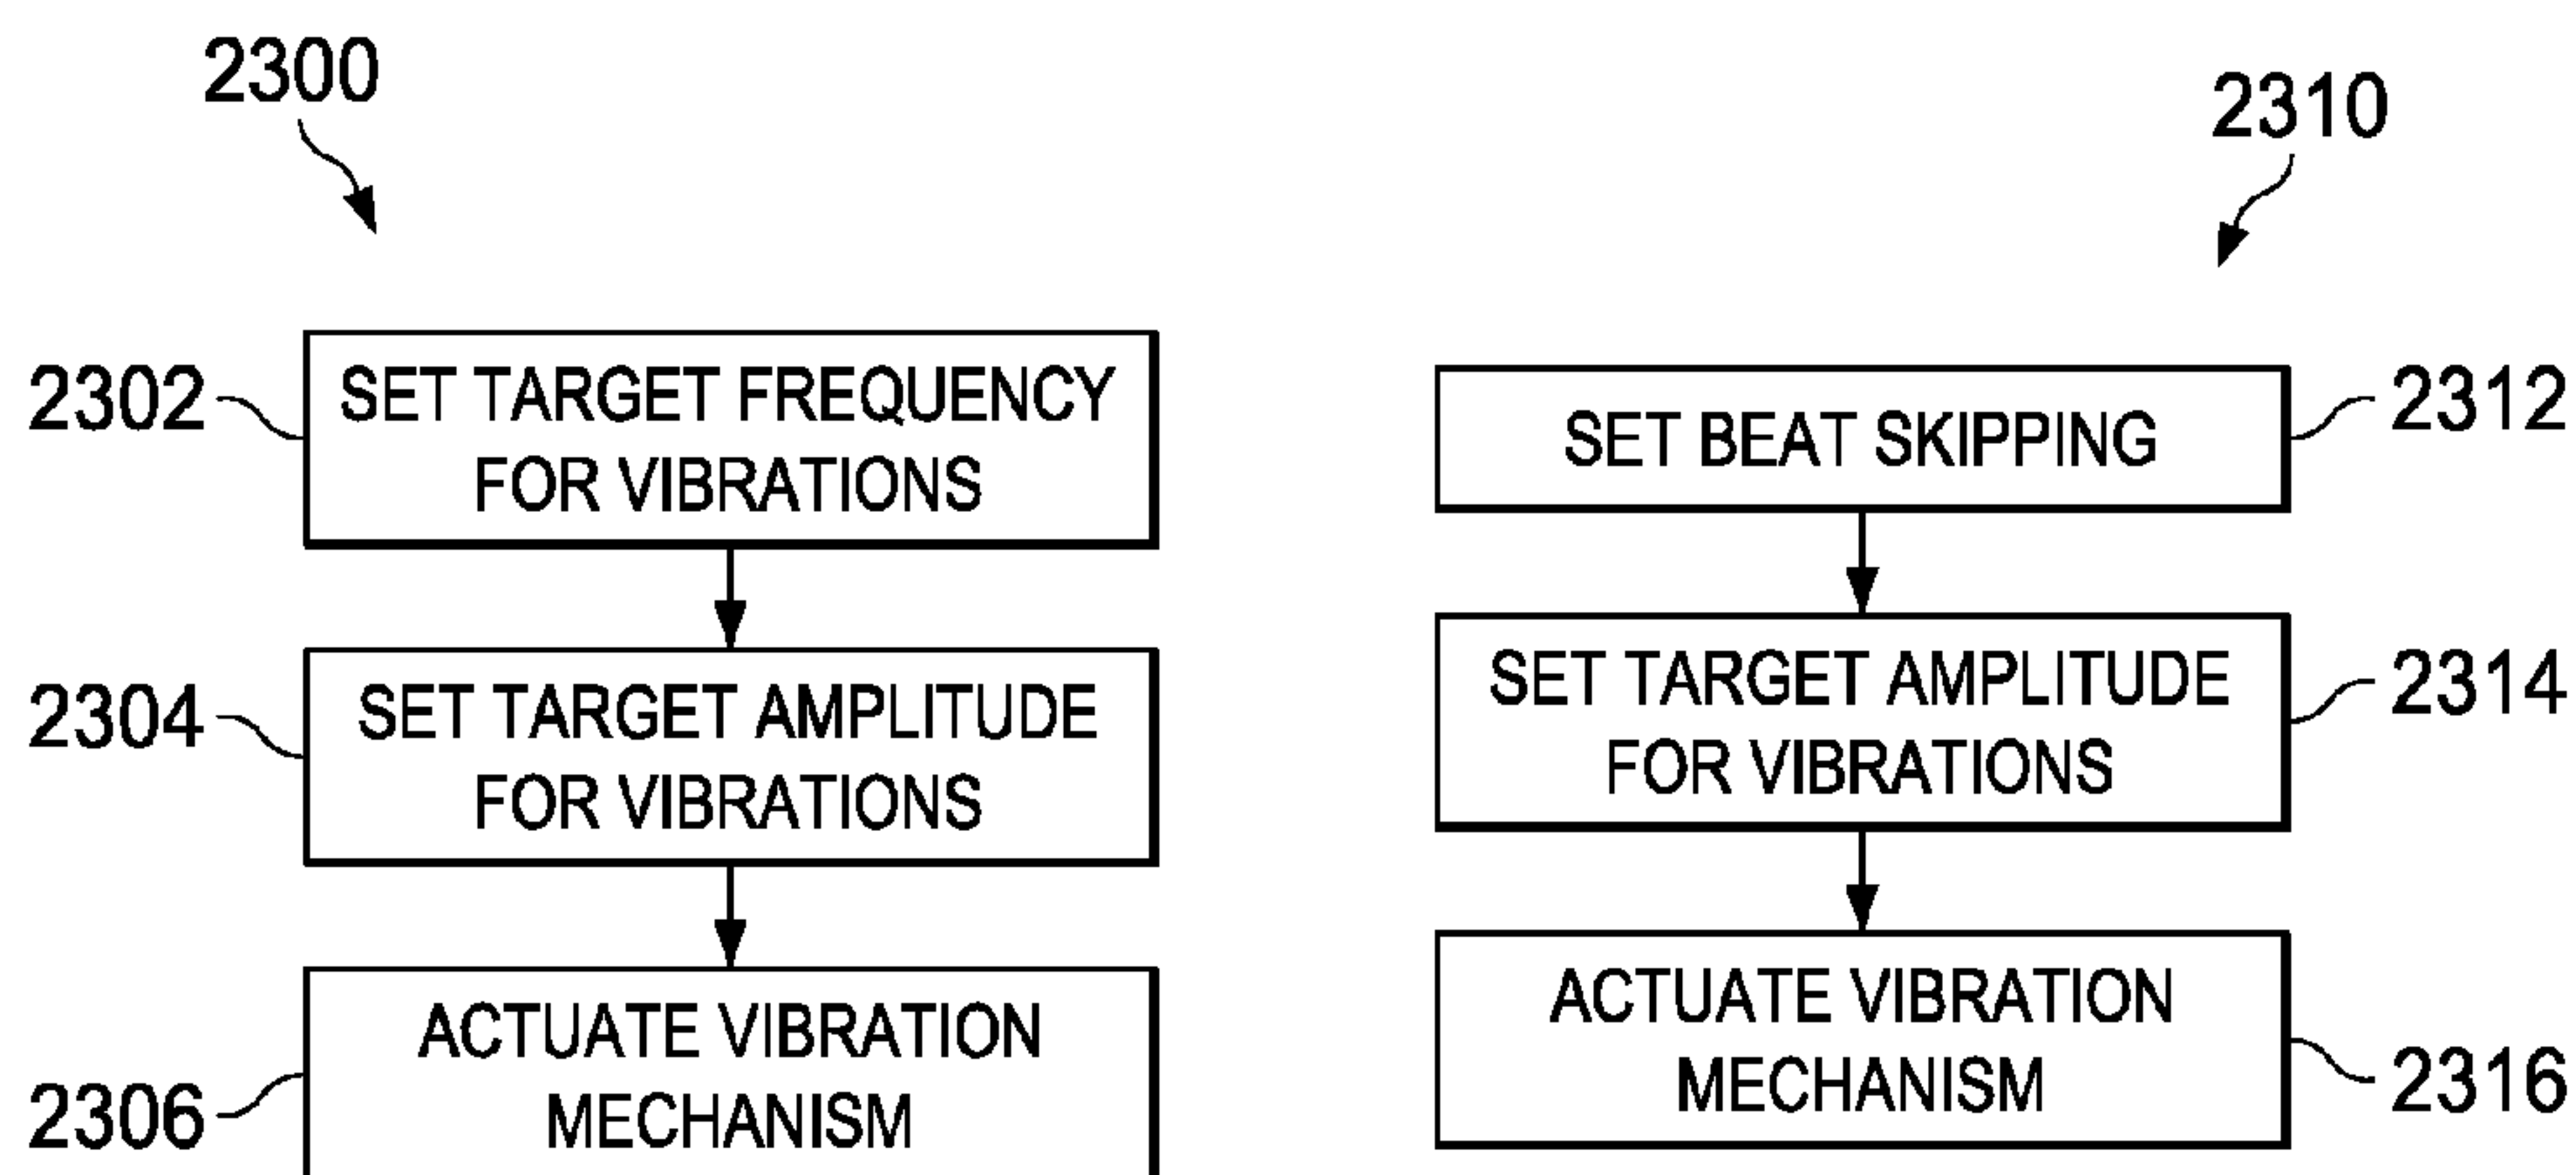 2300
2302
SET TARGET FREQUENCY
FOR VIBRATIONS
2304
SET TARGET AMPLITUDE
FOR VIBRATIONS
2306
ACTUATE VIBRATION
MECHANISM
2310
SET BEAT SKIPPING
2312
SET TARGET AMPLITUDE
FOR VIBRATIONS
2314
ACTUATE VIBRATION
MECHANISM
2316